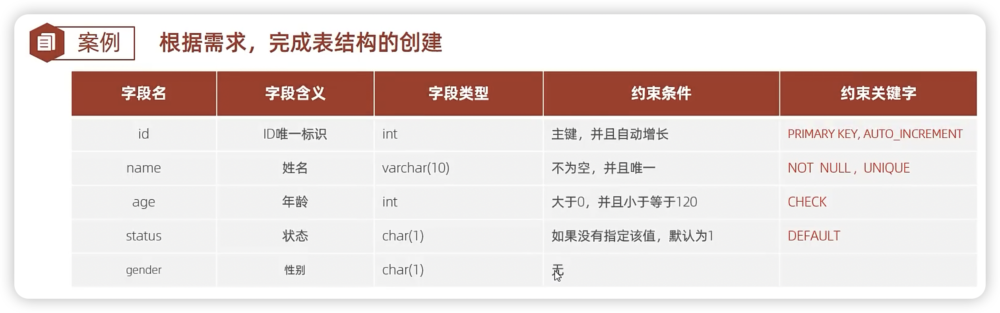 案例 根据需求，完成表结构的创建
字段名 字段含义 字段类型 约束条件 约束关键字
id ID唯一标识 int 主键，并且自动增长 PRIMARY KEY, AUTO_INCREMENT
name 姓名 varchar(10) 不为空，并且唯一 NOT NULL , UNIQUE
age 年龄 int 大于0，并且小于等于120 CHECK
status 状态 char(1) 如果没有指定该值，默认为1 DEFAULT
gender 性别 char(1) 无